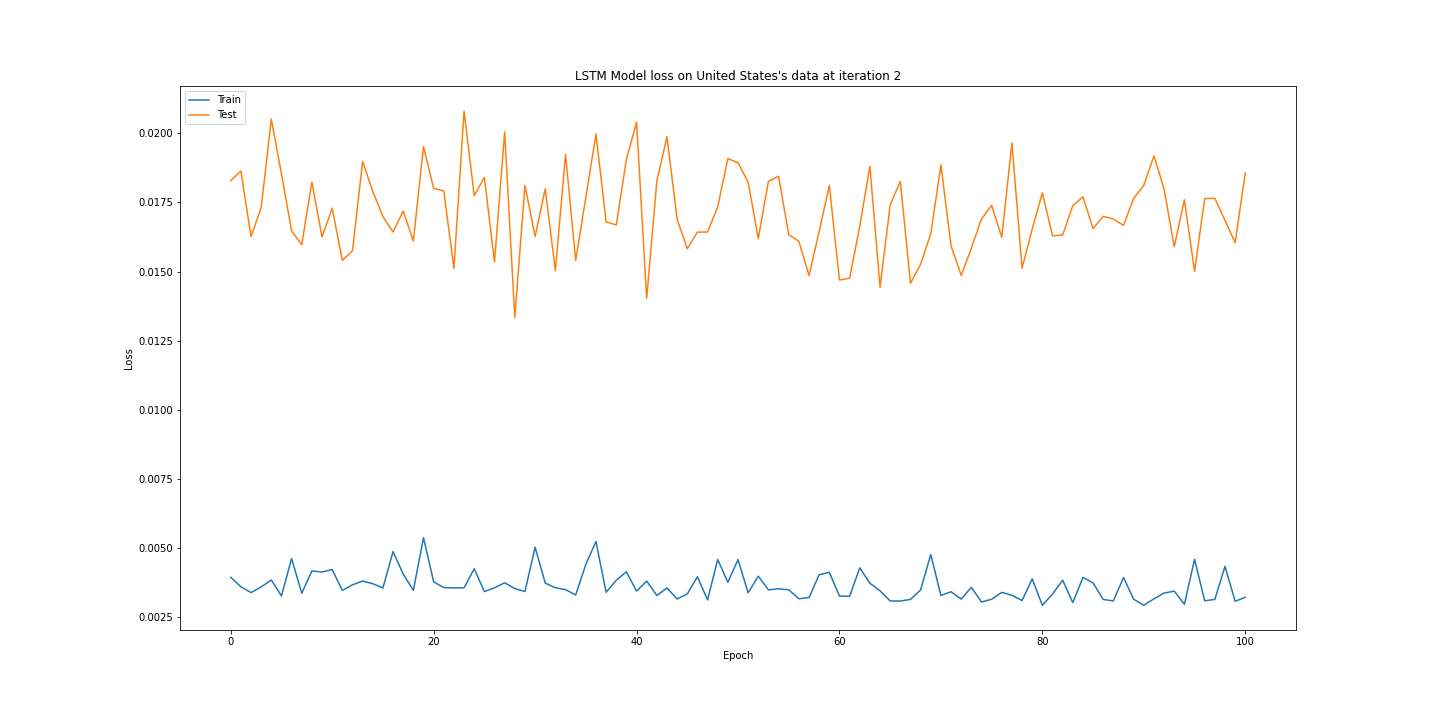 LSTM Model loss on United States's data at iteration 2
Train
Test
0.0200
0.0175
0.0150
0.0125
0.0100
0.0075
0.0050
0.0025
Loss
0 20 40 60 80 100
Epoch